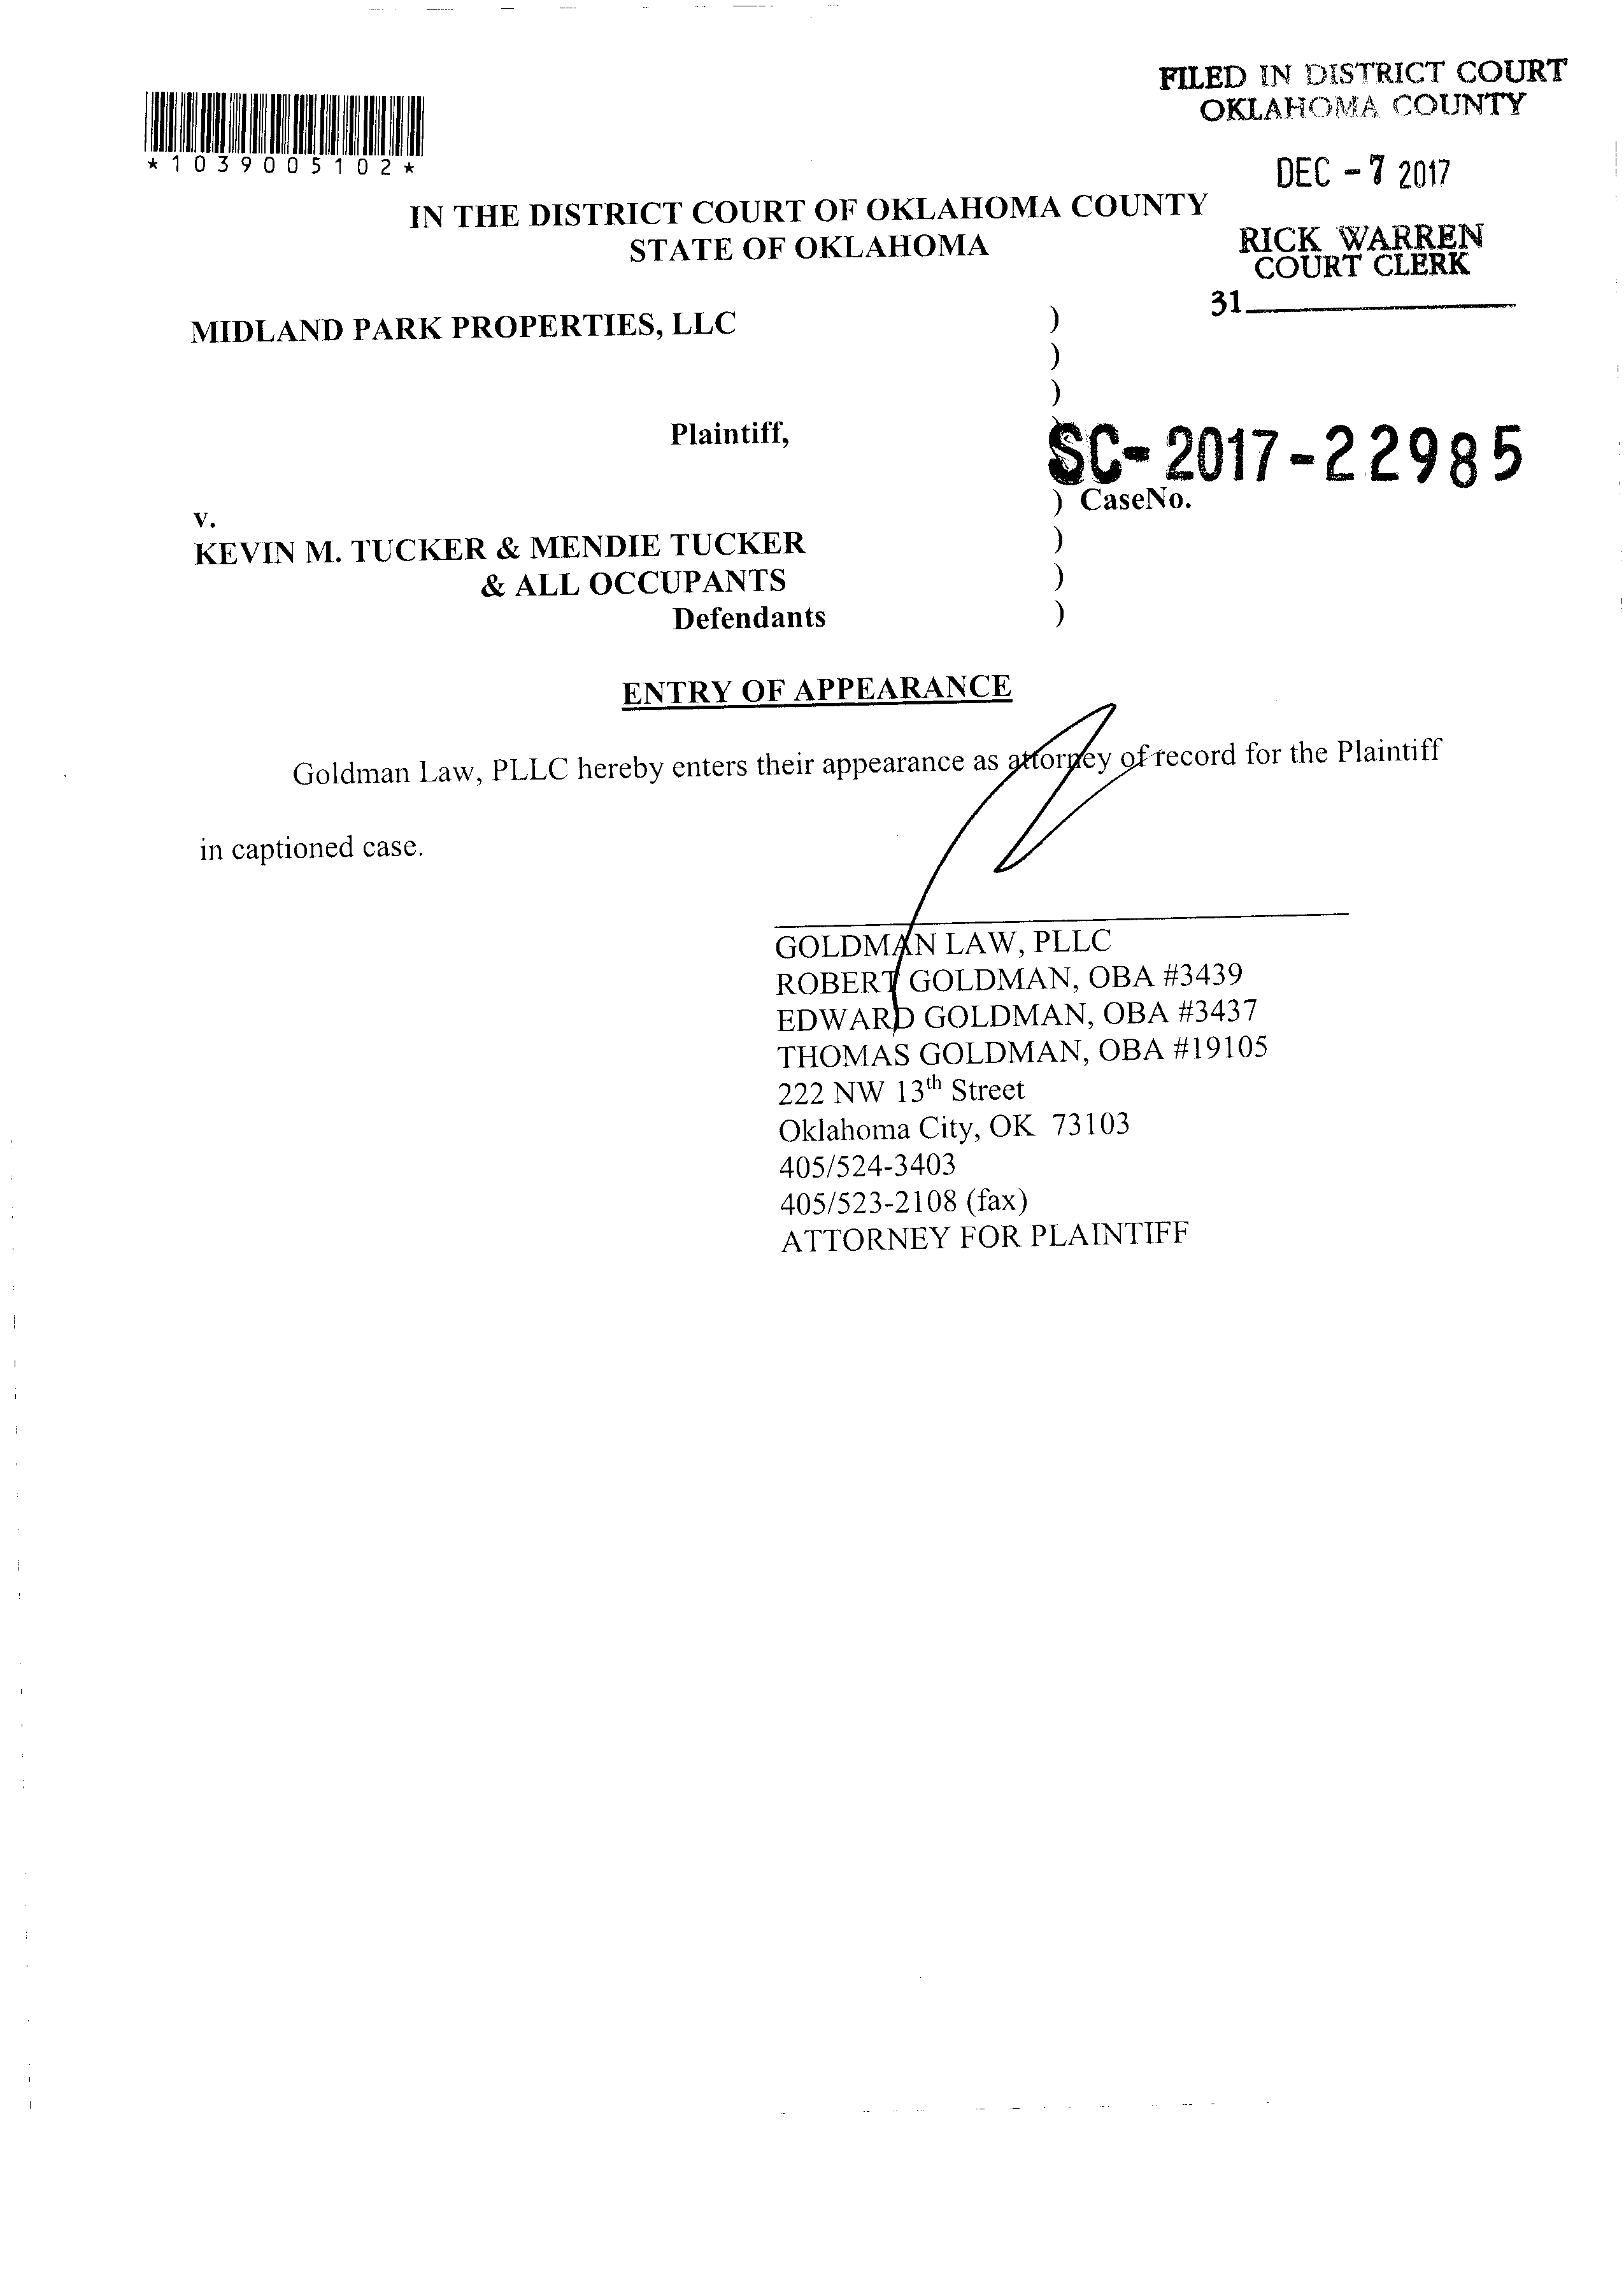 FILED IN DISTRICT COURT
OKLAHOMA COUNTY
*1039005102*
DEC - 7 2017
IN THE DISTRICT COURT OF OKLAHOMA COUNTY
STATE OF OKLAHOMA
RICK WARREN
COURT CLERK
31
MIDLAND PARK PROPERTIES, LLC )
)
)
Plaintiff, )
SC-2017-22985
) CaseNo.
v.
KEVIN M. TUCKER & MENDIE TUCKER )
& ALL OCCUPANTS )
Defendants )
ENTRY OF APPEARANCE
Goldman Law, PLLC hereby enters their appearance as attorney of record for the Plaintiff
in captioned case.
GOLDMAN LAW, PLLC
ROBERT GOLDMAN, OBA #3439
EDWARD GOLDMAN, OBA #3437
THOMAS GOLDMAN, OBA #19105
222 NW 13th Street
Oklahoma City, OK 73103
405/524-3403
405/523-2108 (fax)
ATTORNEY FOR PLAINTIFF